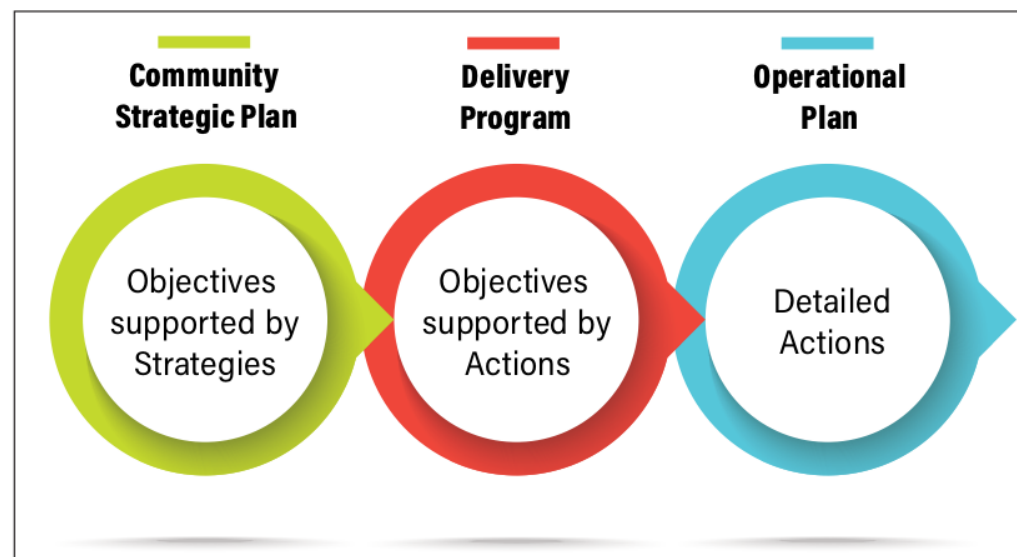 Community
Strategic Plan
Delivery
Program
Operational
Plan
Objectives
supported by
Strategies
Objectives
supported by
Actions
Detailed
Actions